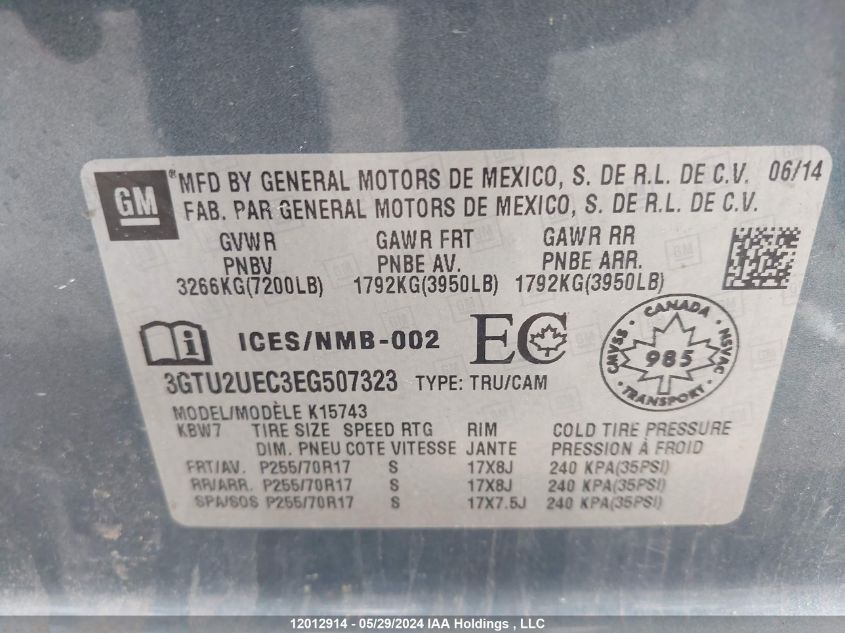 GM ® MFD BY GENERAL MOTORS DE MEXICO, S. DE R.L. DE C.V. 06/14
FAB. PAR GENERAL MOTORS DE MEXICO, S. DE R.L. DE C.V.
GVWR GAWR FRT GAWR RR
PNBV PNBE AV. PNBE ARR.
3266KG(7200LB) 1792KG(3950LB) 1792KG(3950LB)
i ICES/NMB-002 EC CANADA CMVSS NSVAC 985 TRANSPORT
3GTU2UEC3EG507323 TYPE: TRU/CAM
MODEL/MODÈLE K15743
KBW7 TIRE SIZE SPEED RTG RIM COLD TIRE PRESSURE
DIM. PNEU COTE VITESSE JANTE PRESSION À FROID
FRT/AV. P255/70R17 S 17X8J 240 KPA(35PSI)
RR/ARR. P255/70R17 S 17X8J 240 KPA(35PSI)
SPA/SOS P255/70R17 S 17X7.5J 240 KPA(35PSI)
12012914 - 05/29/2024 IAA Holdings , LLC